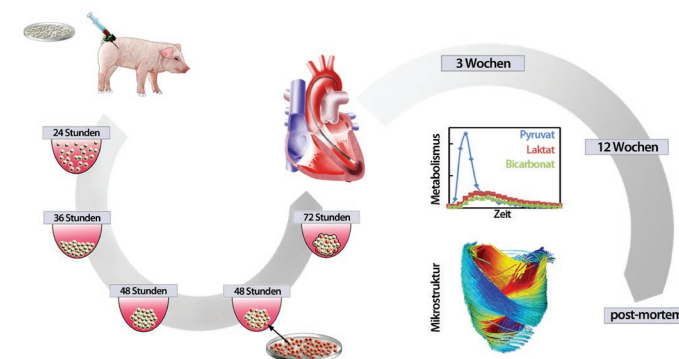 24 Stunden
36 Stunden
48 Stunden
48 Stunden
72 Stunden
3 Wochen
12 Wochen
post-mortem
Metabolismus
Pyruvat
Laktat
Bicarbonat
Zeit
Mikrostruktur